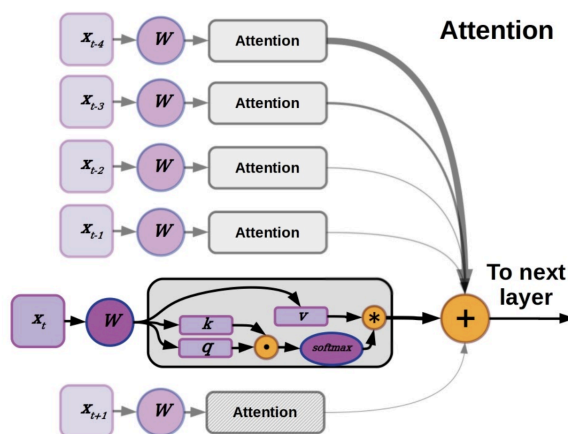 Attention
x_{t-4} W Attention
x_{t-3} W Attention
x_{t-2} W Attention
x_{t-1} W Attention
To next
layer
x_t W k q v • softmax * +
x_{t+1} W Attention